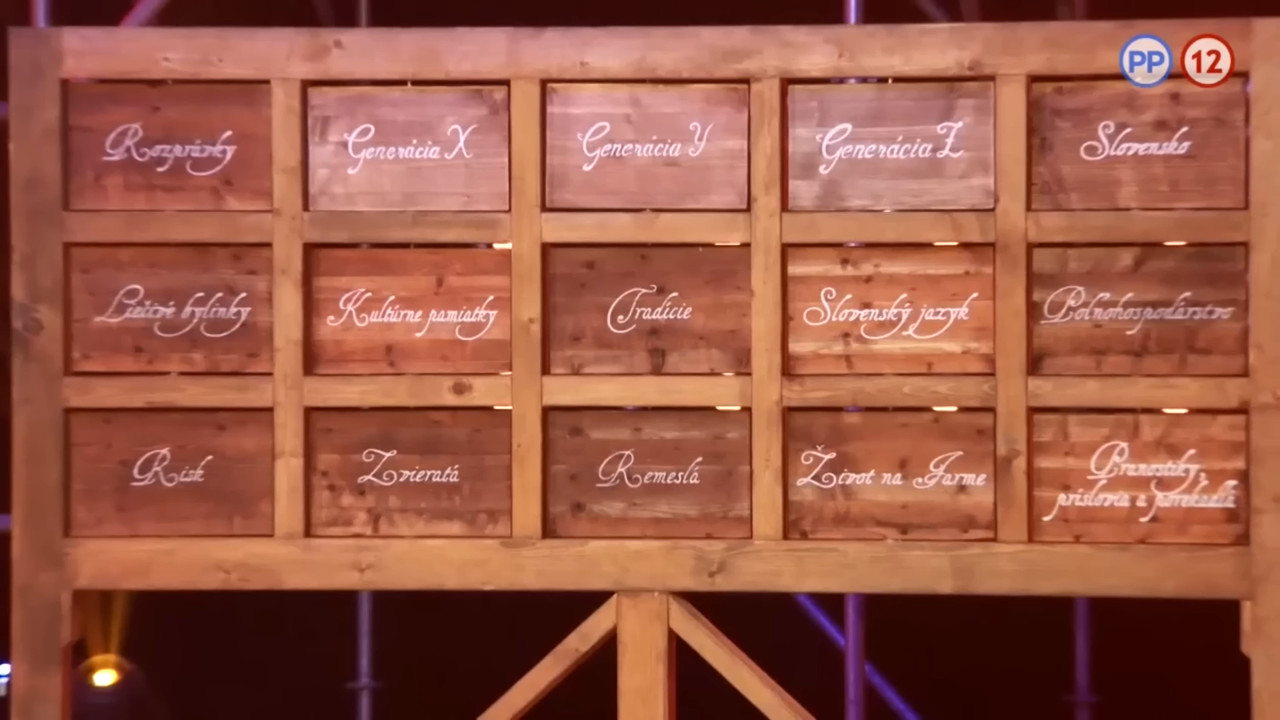 PP 12
Rozprávky
Generácia X
Generácia Y
Generácia Z
Slovensko
Liečivé bylinky
Kultúrne pamiatky
Tradície
Slovenský jazyk
Poľnohospodárstvo
Risk
Zvieratá
Remeslá
Život na farme
Pranostiky,
príslovia a porekadlá